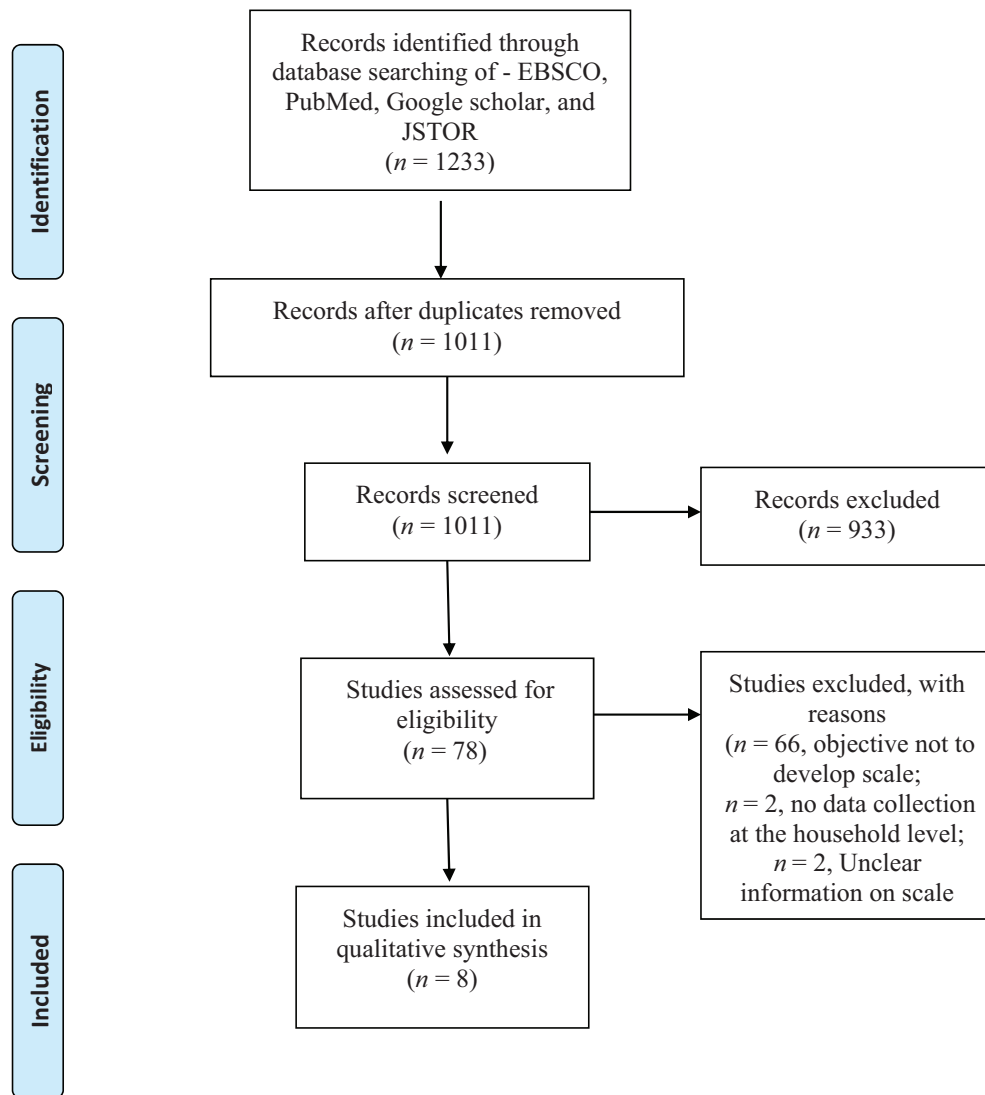 Identification
Records identified through
database searching of - EBSCO,
PubMed, Google scholar, and
JSTOR
(n = 1233)
Records after duplicates removed
(n = 1011)
Screening
Records screened
(n = 1011)
Records excluded
(n = 933)
Eligibility
Studies assessed for
eligibility
(n = 78)
Studies excluded, with
reasons
(n = 66, objective not to
develop scale;
n = 2, no data collection
at the household level;
n = 2, Unclear
information on scale
Included
Studies included in
qualitative synthesis
(n = 8)